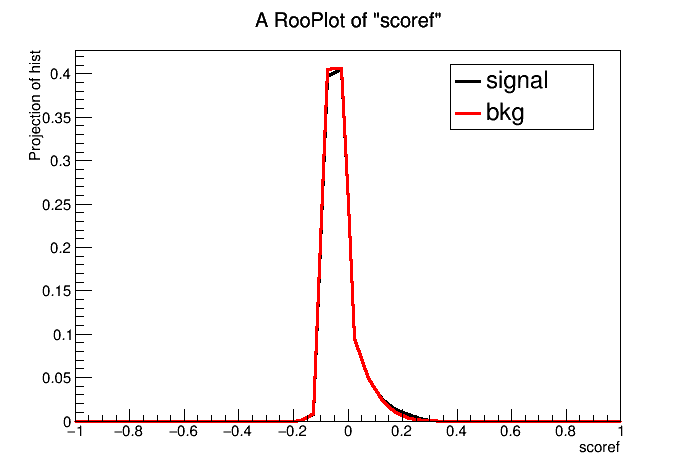 A RooPlot of "scoref"
Projection of hist
signal
bkg
0.4
0.35
0.3
0.25
0.2
0.15
0.1
0.05
0
−1 −0.8 −0.6 −0.4 −0.2 0 0.2 0.4 0.6 0.8 1
scoref